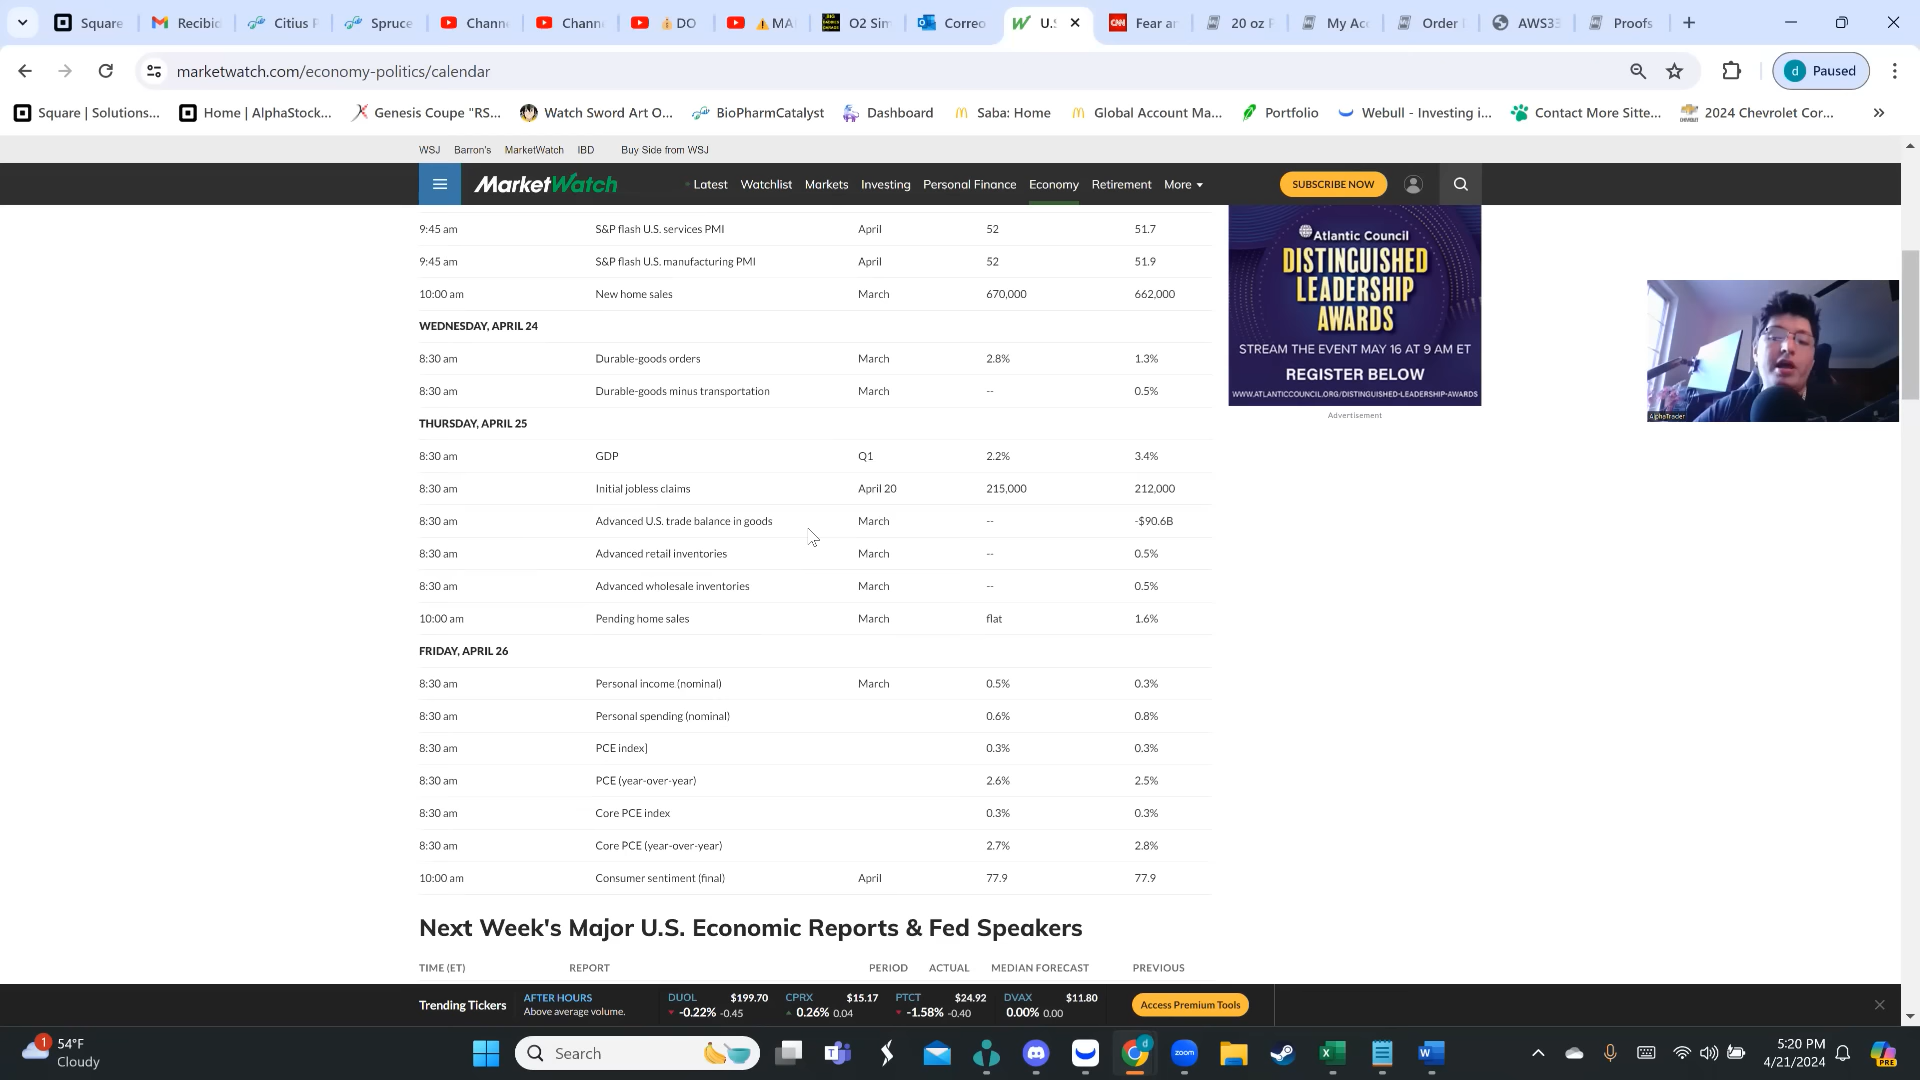 Square Recibid Citius P Spruce Chann Chann DO MA O2 Sim Correo U.S Fear an 20 oz P My Acc Order AWS33 Proofs
marketwatch.com/economy-politics/calendar
d Paused
Square | Solutions... Home | AlphaStock... Genesis Coupe "RS... Watch Sword Art O... BioPharmCatalyst Dashboard Saba: Home Global Account Ma... Portfolio Webull - Investing i... Contact More Sitte... 2024 Chevrolet Cor...
WSJ Barron's MarketWatch IBD Buy Side from WSJ
MarketWatch Latest Watchlist Markets Investing Personal Finance Economy Retirement More SUBSCRIBE NOW
9:45 am S&P flash U.S. services PMI April 52 51.7
9:45 am S&P flash U.S. manufacturing PMI April 52 51.9
10:00 am New home sales March 670,000 662,000
WEDNESDAY, APRIL 24
8:30 am Durable-goods orders March 2.8% 1.3%
8:30 am Durable-goods minus transportation March -- 0.5%
THURSDAY, APRIL 25
8:30 am GDP Q1 2.2% 3.4%
8:30 am Initial jobless claims April 20 215,000 212,000
8:30 am Advanced U.S. trade balance in goods March -- -$90.6B
8:30 am Advanced retail inventories March -- 0.5%
8:30 am Advanced wholesale inventories March -- 0.5%
10:00 am Pending home sales March flat 1.6%
FRIDAY, APRIL 26
8:30 am Personal income (nominal) March 0.5% 0.3%
8:30 am Personal spending (nominal) 0.6% 0.8%
8:30 am PCE index] 0.3% 0.3%
8:30 am PCE (year-over-year) 2.6% 2.5%
8:30 am Core PCE index 0.3% 0.3%
8:30 am Core PCE (year-over-year) 2.7% 2.8%
10:00 am Consumer sentiment (final) April 77.9 77.9
Next Week's Major U.S. Economic Reports & Fed Speakers
TIME (ET) REPORT PERIOD ACTUAL MEDIAN FORECAST PREVIOUS
Atlantic Council
DISTINGUISHED
LEADERSHIP
AWARDS
STREAM THE EVENT MAY 16 AT 9 AM ET
REGISTER BELOW
WWW.ATLANTICCOUNCIL.ORG/DISTINGUISHED-LEADERSHIP-AWARDS
Advertisement
AlphaTrader
Trending Tickers
AFTER HOURS
Above average volume.
DUOL $199.70
-0.22% -0.45
CPRX $15.17
0.26% 0.04
PTCT $24.92
-1.58% -0.40
DVAX $11.80
0.00% 0.00
Access Premium Tools
1 54°F
Cloudy
Search
zoom
5:20 PM
4/21/2024
PRE